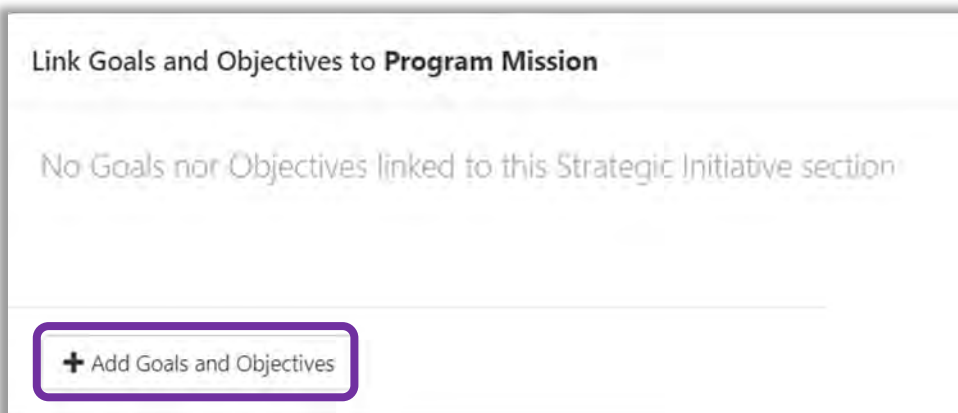 Link Goals and Objectives to Program Mission
No Goals nor Objectives linked to this Strategic Initiative section
+ Add Goals and Objectives